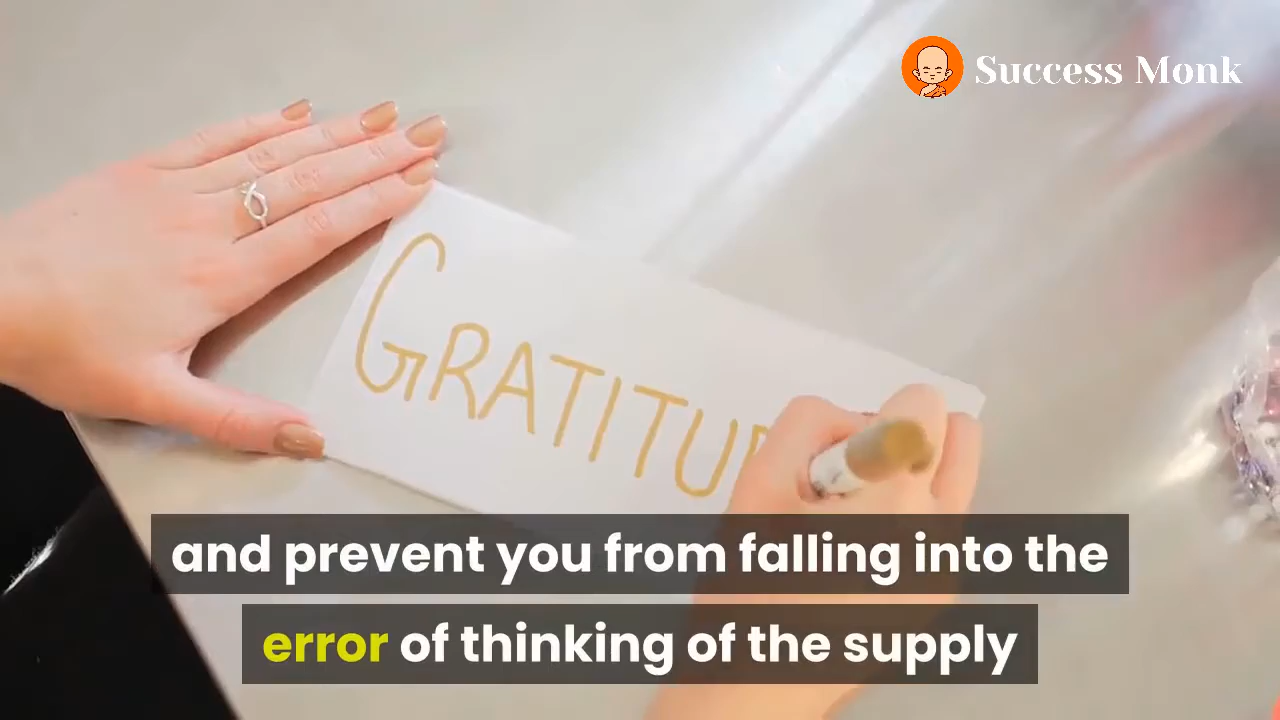 Success Monk
GRATITU
and prevent you from falling into the
error of thinking of the supply